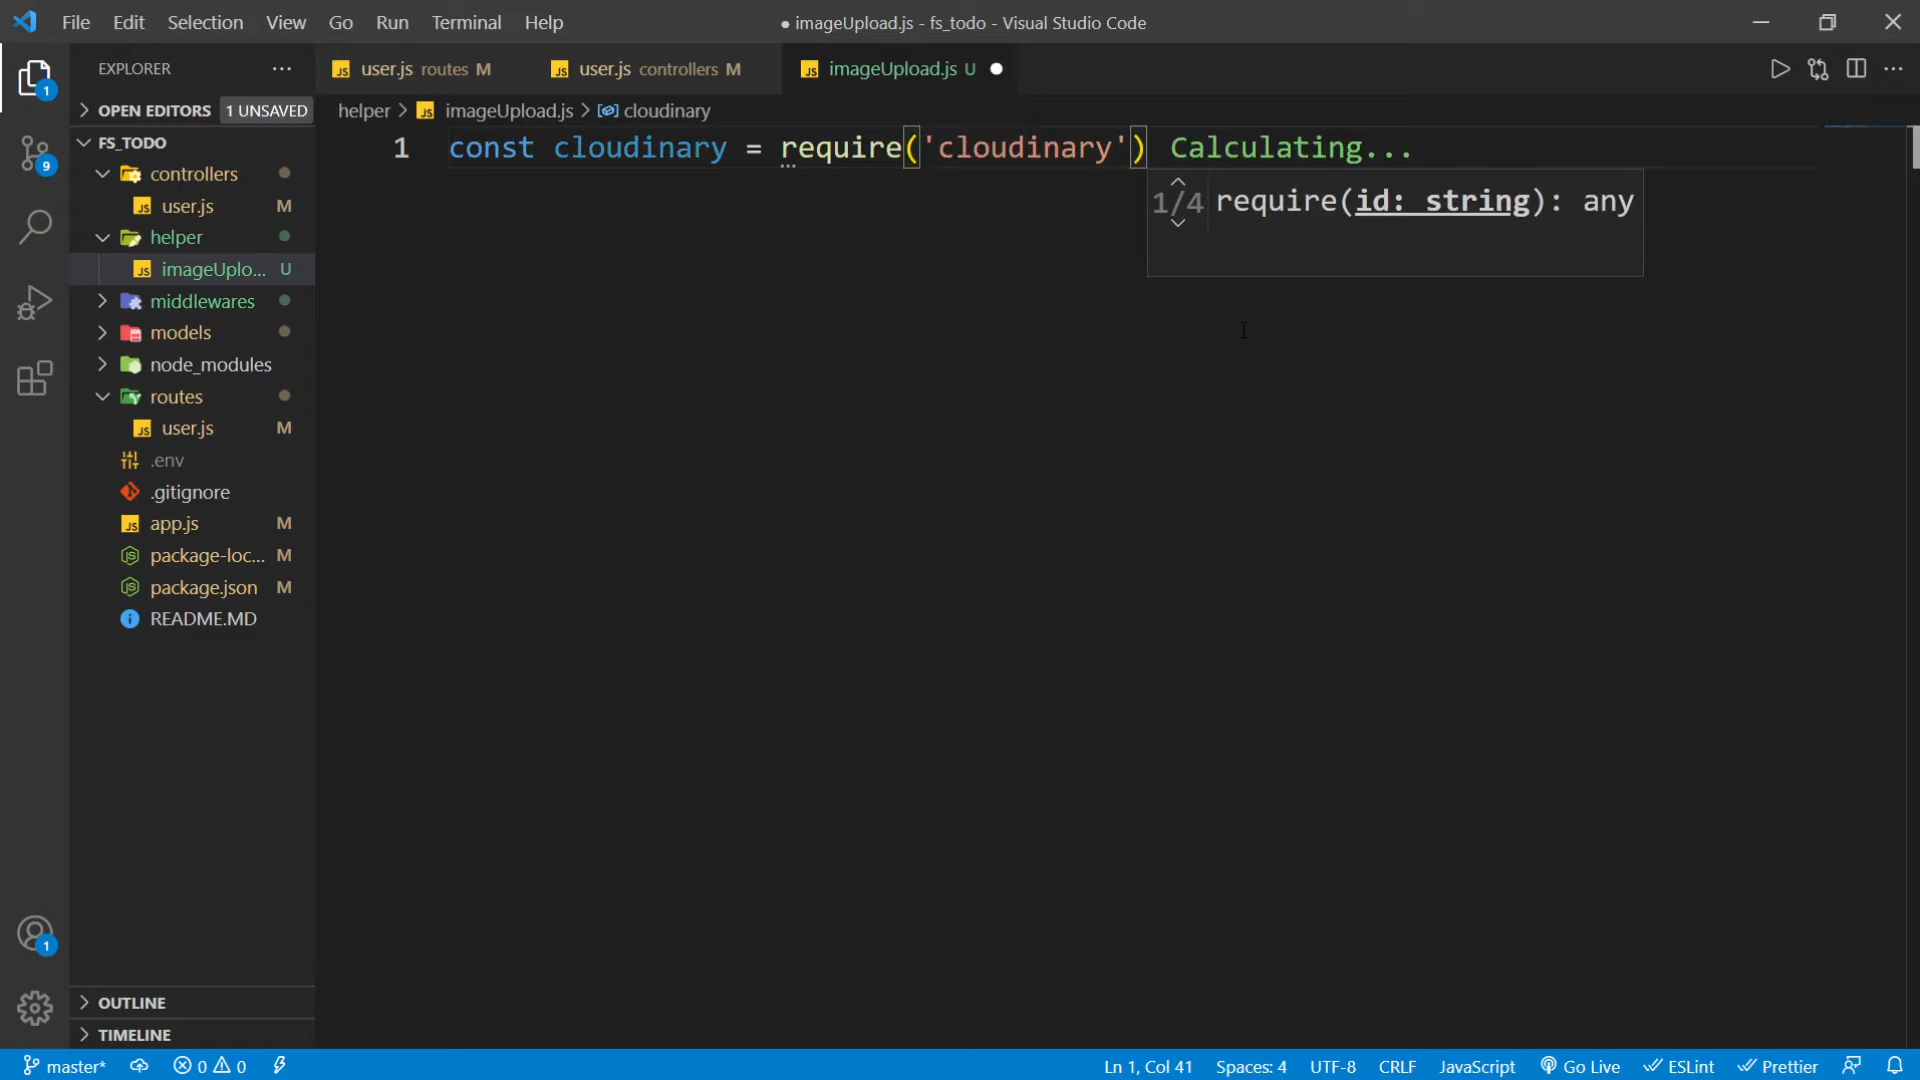 File Edit Selection View Go Run Terminal Help
● imageUpload.js - fs_todo - Visual Studio Code
EXPLORER ...
user.js routes M
user.js controllers M
imageUpload.js U ●
OPEN EDITORS 1 UNSAVED
helper > JS imageUpload.js > cloudinary
FS_TODO
1 const cloudinary = require('cloudinary') Calculating...
1/4 require(id: string): any
controllers
user.js M
helper
imageUplo... U
middlewares
models
node_modules
routes
user.js M
.env
.gitignore
app.js M
package-loc... M
package.json M
README.MD
1
9
1
OUTLINE
TIMELINE
master* 0 0 Ln 1, Col 41 Spaces: 4 UTF-8 CRLF JavaScript Go Live ESLint Prettier